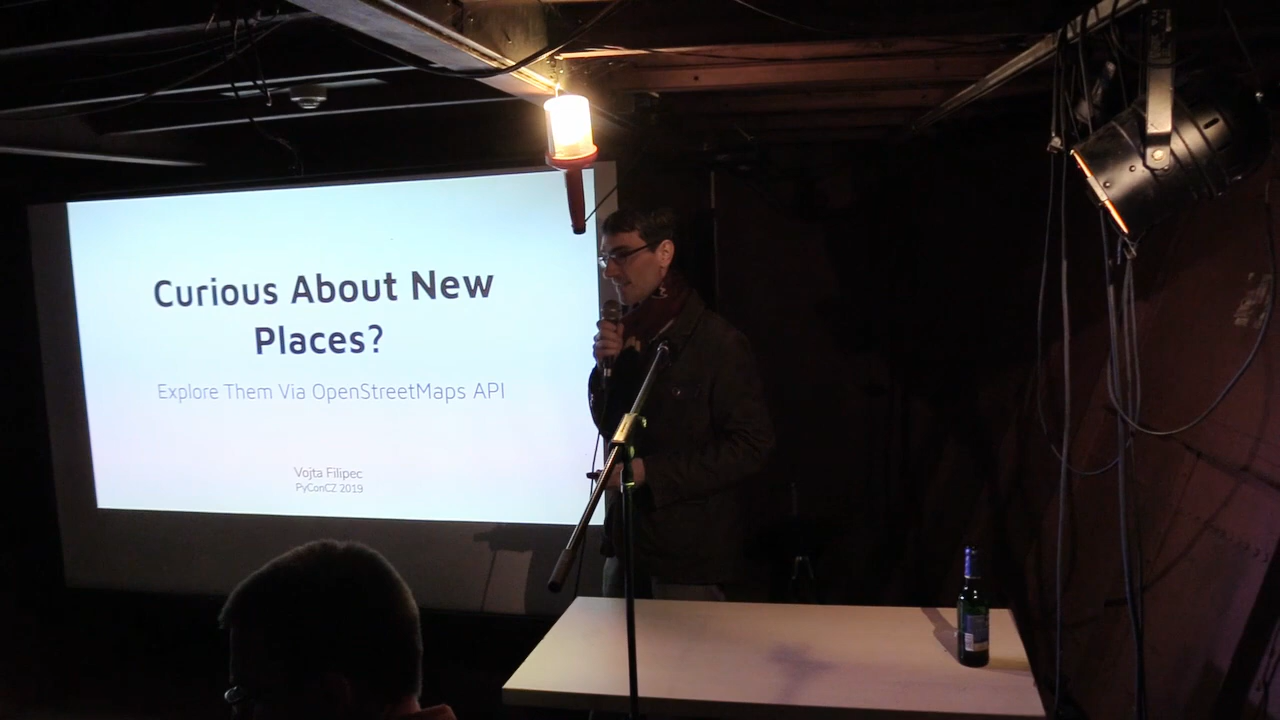 Curious About New
Places?
Explore Them Via OpenStreetMaps API
Vojta Filipec
PyConCZ 2019